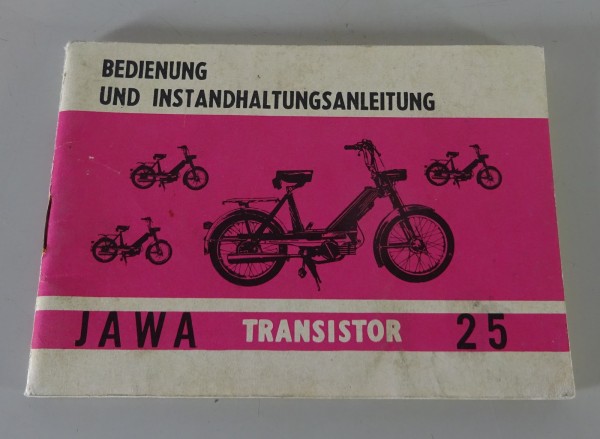 BEDIENUNG
UND INSTANDHALTUNGSANLEITUNG
JAWA TRANSISTOR 25